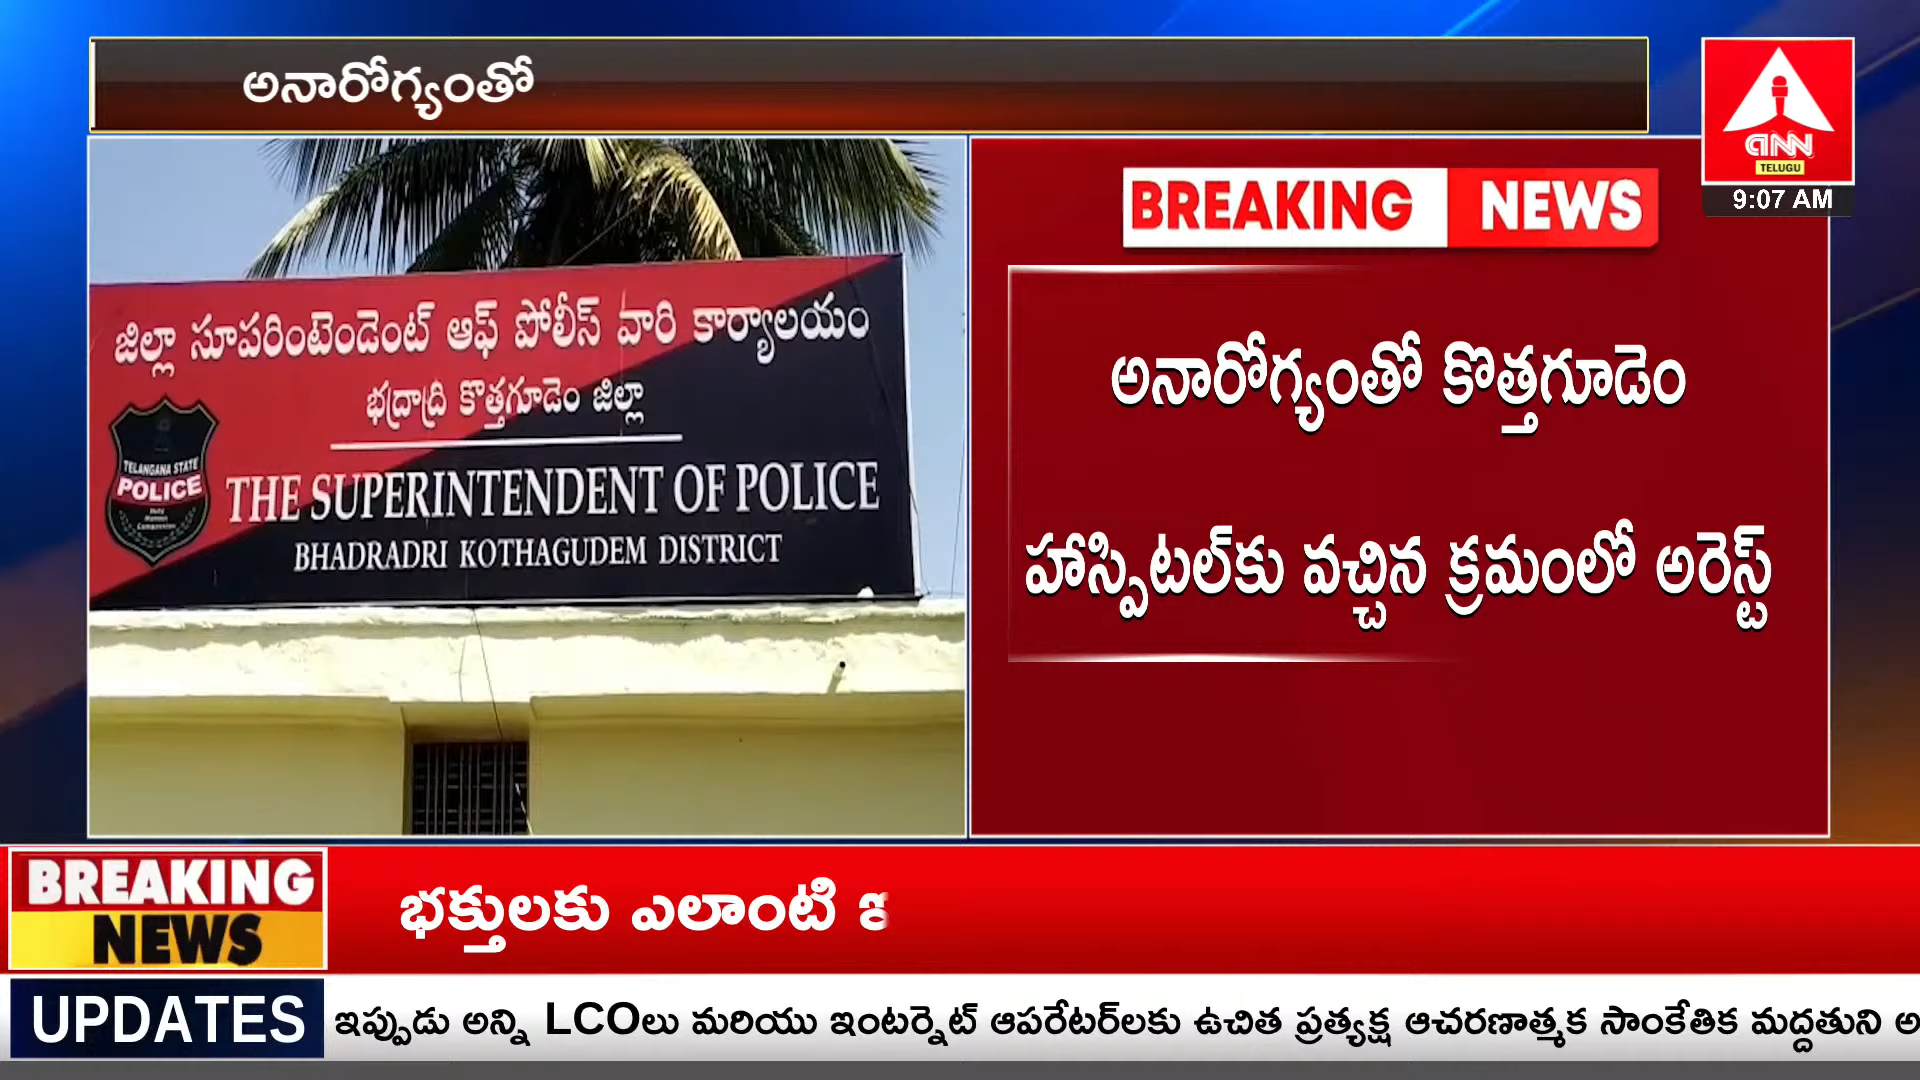 అనారోగ్యంతో
ANN
TELUGU
9:07 AM
BREAKING NEWS
అనారోగ్యంతో కొత్తగూడెం
హాస్పిటల్‌కు వచ్చిన క్రమంలో అరెస్ట్
జిల్లా సూపరింటెండెంట్ ఆఫ్ పోలీస్ వారి కార్యాలయం
భద్రాద్రి కొత్తగూడెం జిల్లా
TELANGANA STATE
POLICE
THE SUPERINTENDENT OF POLICE
BHADRADRI KOTHAGUDEM DISTRICT
BREAKING
NEWS
భక్తులకు ఎలాంటి
UPDATES
ఇప్పుడు అన్ని LCOలు మరియు ఇంటర్నెట్ ఆపరేటర్‌లకు ఉచిత ప్రత్యక్ష ఆచరణాత్మక సాంకేతిక మద్దతుని